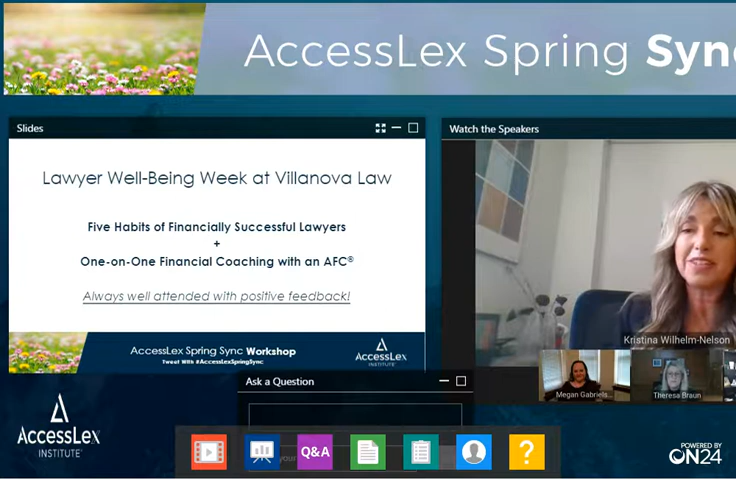 AccessLex Spring Sync
Slides
Watch the Speakers
Lawyer Well-Being Week at Villanova Law
Five Habits of Financially Successful Lawyers
+
One-on-One Financial Coaching with an AFC®
Always well attended with positive feedback!
AccessLex Spring Sync Workshop
Tweet With #AccessLexSpringSync
AccessLex
INSTITUTE®
Kristina Wilhelm-Nelson
Megan Gabriels...
Theresa Braun
Ask a Question
AccessLex
INSTITUTE®
Q&A
?
POWERED BY
ON24